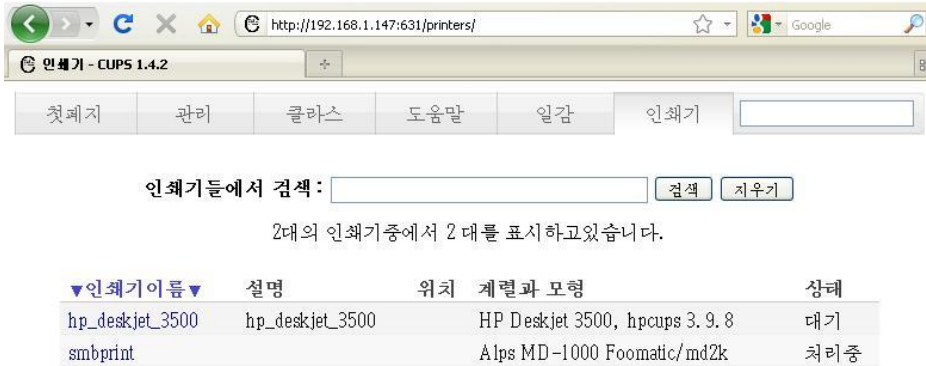 http://192.168.1.147:631/printers/ Google
인쇄기 - CUPS 1.4.2
첫페지 관리 클라스 도움말 일감 인쇄기
인쇄기들에서 검색: 검색 지우기
2대의 인쇄기중에서 2 대를 표시하고있습니다.
▼인쇄기이름▼ 설명 위치 계렬과 모형 상태
hp_deskjet_3500 hp_deskjet_3500 HP Deskjet 3500, hpcups 3.9.8 대기
smbprint Alps MD-1000 Foomatic/md2k 처리중